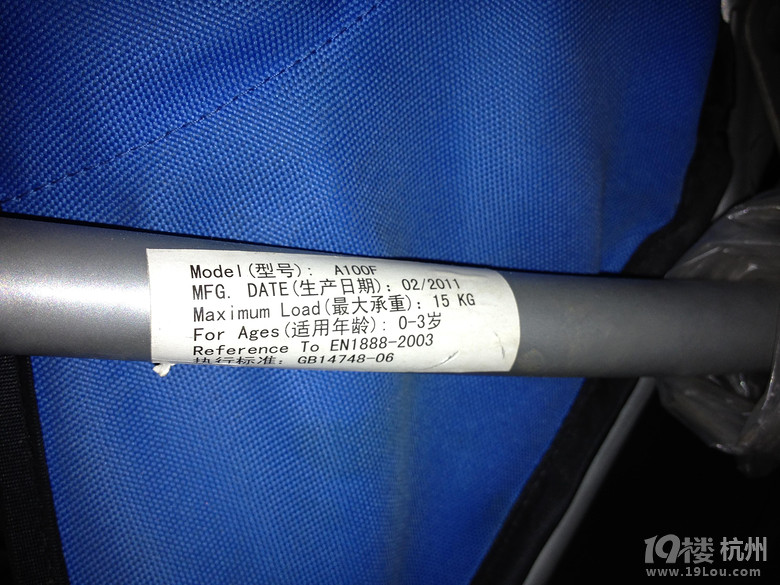 Model(型号): A100F
MFG. DATE(生产日期): 02/2011
Maximum Load(最大承重): 15 KG
For Ages(适用年龄): 0-3岁
Reference To EN1888-2003
执行标准: GB14748-06
19楼 杭州
www.19Lou.com